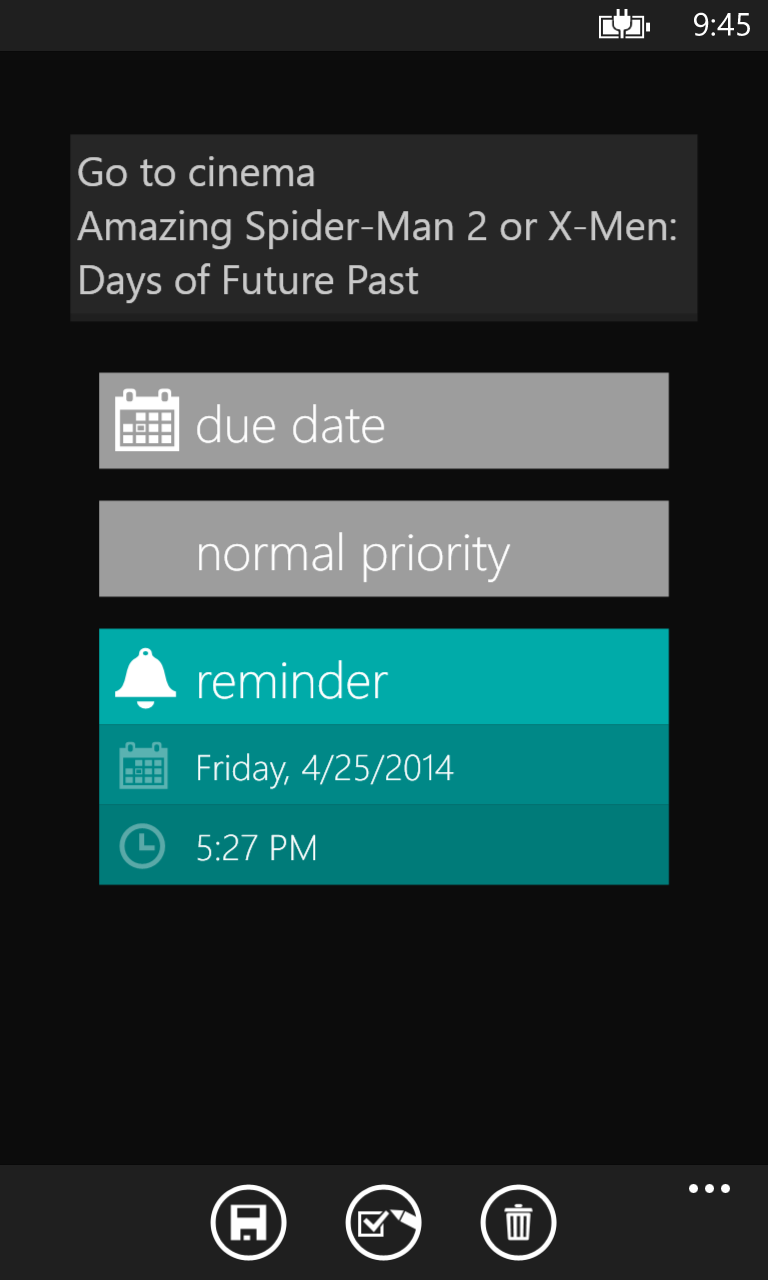 9:45
Go to cinema
Amazing Spider-Man 2 or X-Men:
Days of Future Past
due date
normal priority
reminder
Friday, 4/25/2014
5:27 PM